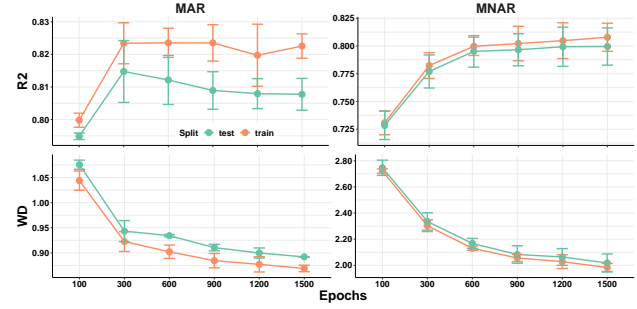 MAR MNAR
R2
0.83 0.82 0.81 0.80
0.825 0.800 0.775 0.750 0.725
Split test train
WD
1.05 1.00 0.95 0.90
2.80 2.60 2.40 2.20 2.00
100 300 600 900 1200 1500
100 300 600 900 1200 1500
Epochs